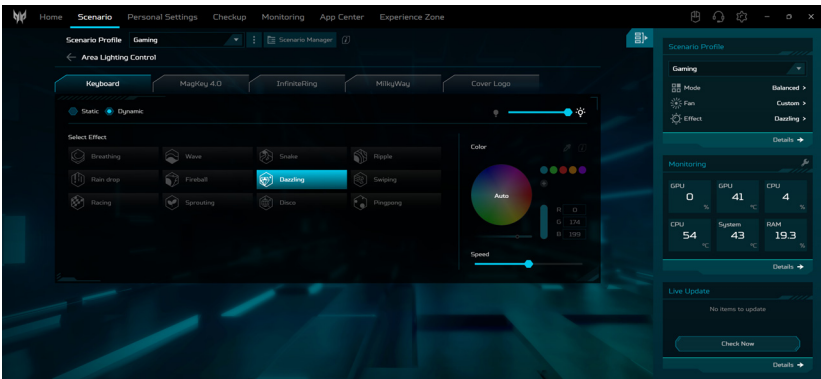 Home Scenario Personal Settings Checkup Monitoring App Center Experience Zone
Scenario Profile Gaming Scenario Manager
Area Lighting Control
Keyboard MagKey 4.0 InfiniteRing MilkyWay Cover Logo
Static Dynamic
Select Effect
Breathing Wave Snake Ripple
Rain drop Fireball Dazzling Swiping
Racing Sprouting Disco Pingpong
Color
Auto
R 0
G 174
B 199
Speed
Scenario Profile
Gaming
Mode Balanced >
Fan Custom >
Effect Dazzling >
Details →
Monitoring
GPU GPU CPU
0 % 41 °C 4 %
CPU System RAM
54 °C 43 °C 19.3 %
Details →
Live Update
No items to update
Check Now
Details →